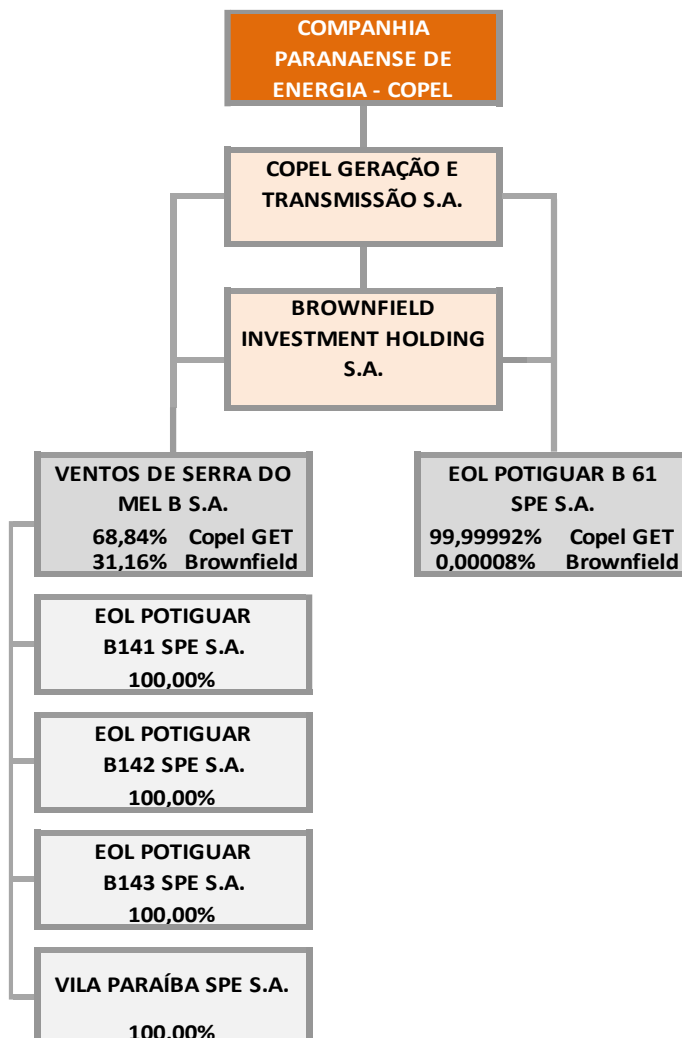 COMPANHIA
PARANAENSE DE
ENERGIA - COPEL
COPEL GERAÇÃO E
TRANSMISSÃO S.A.
BROWNFIELD
INVESTMENT HOLDING
S.A.
VENTOS DE SERRA DO
MEL B S.A.
68,84% Copel GET
31,16% Brownfield
EOL POTIGUAR B 61
SPE S.A.
99,99992% Copel GET
0,00008% Brownfield
EOL POTIGUAR
B141 SPE S.A.
100,00%
EOL POTIGUAR
B142 SPE S.A.
100,00%
EOL POTIGUAR
B143 SPE S.A.
100,00%
VILA PARAÍBA SPE S.A.
100,00%